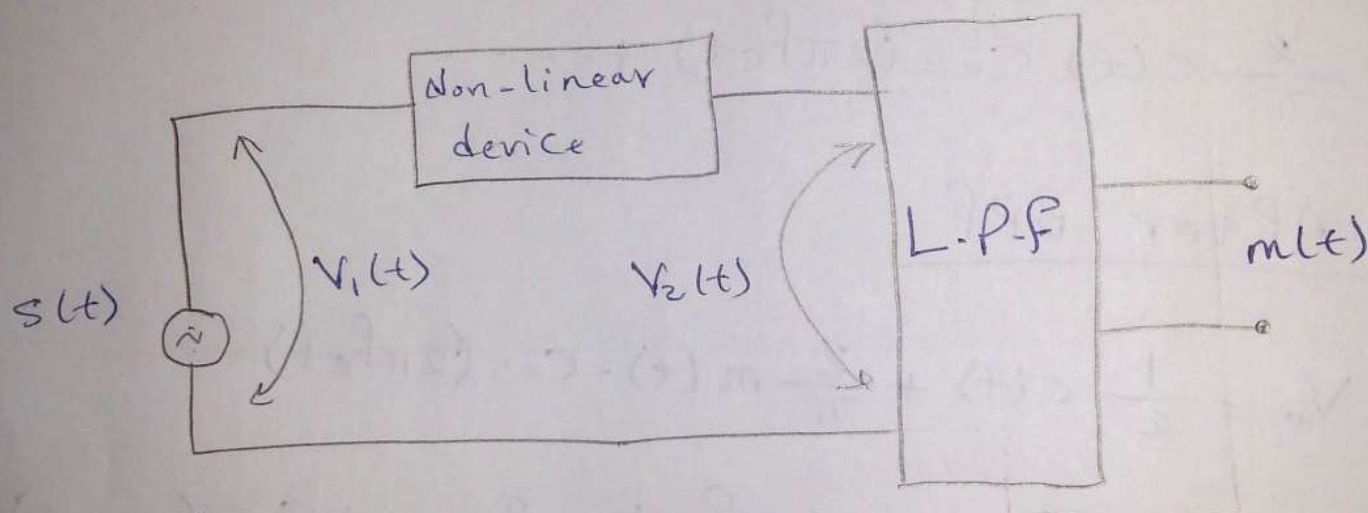 Non-linear
device
L.P.F
s(t)
~
V₁(t)
V₂(t)
m(t)